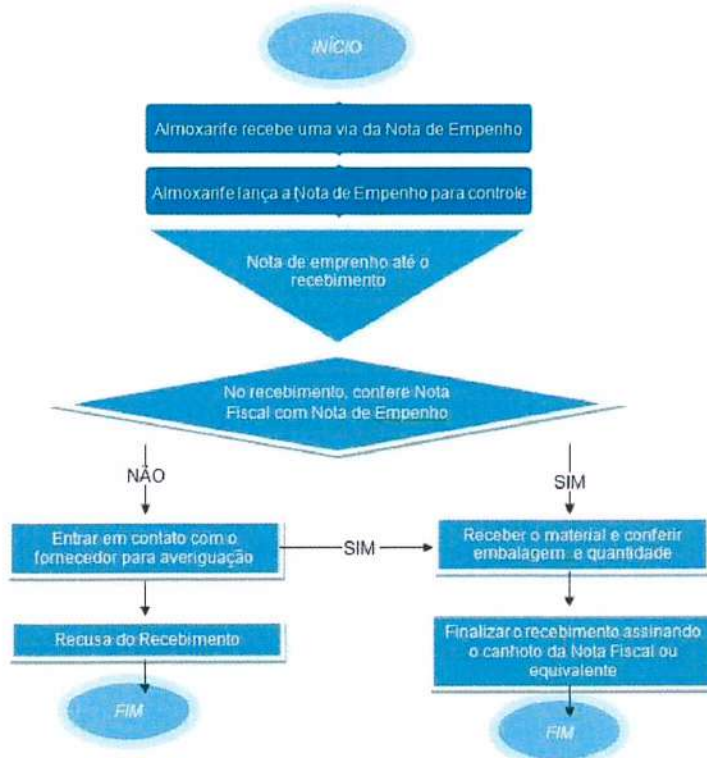 INÍCIO
Almoxarife recebe uma via da Nota de Empenho
Almoxarife lança a Nota de Empenho para controle
Nota de emprenho até o
recebimento
No recebimento, confere Nota
Fiscal com Nota de Empenho
NÃO
SIM
Entrar em contato com o
fornecedor para averiguação
SIM
Receber o material e conferir
embalagem e quantidade
Recusa do Recebimento
Finalizar o recebimento assinando
o canhoto da Nota Fiscal ou
equivalente
FIM
FIM